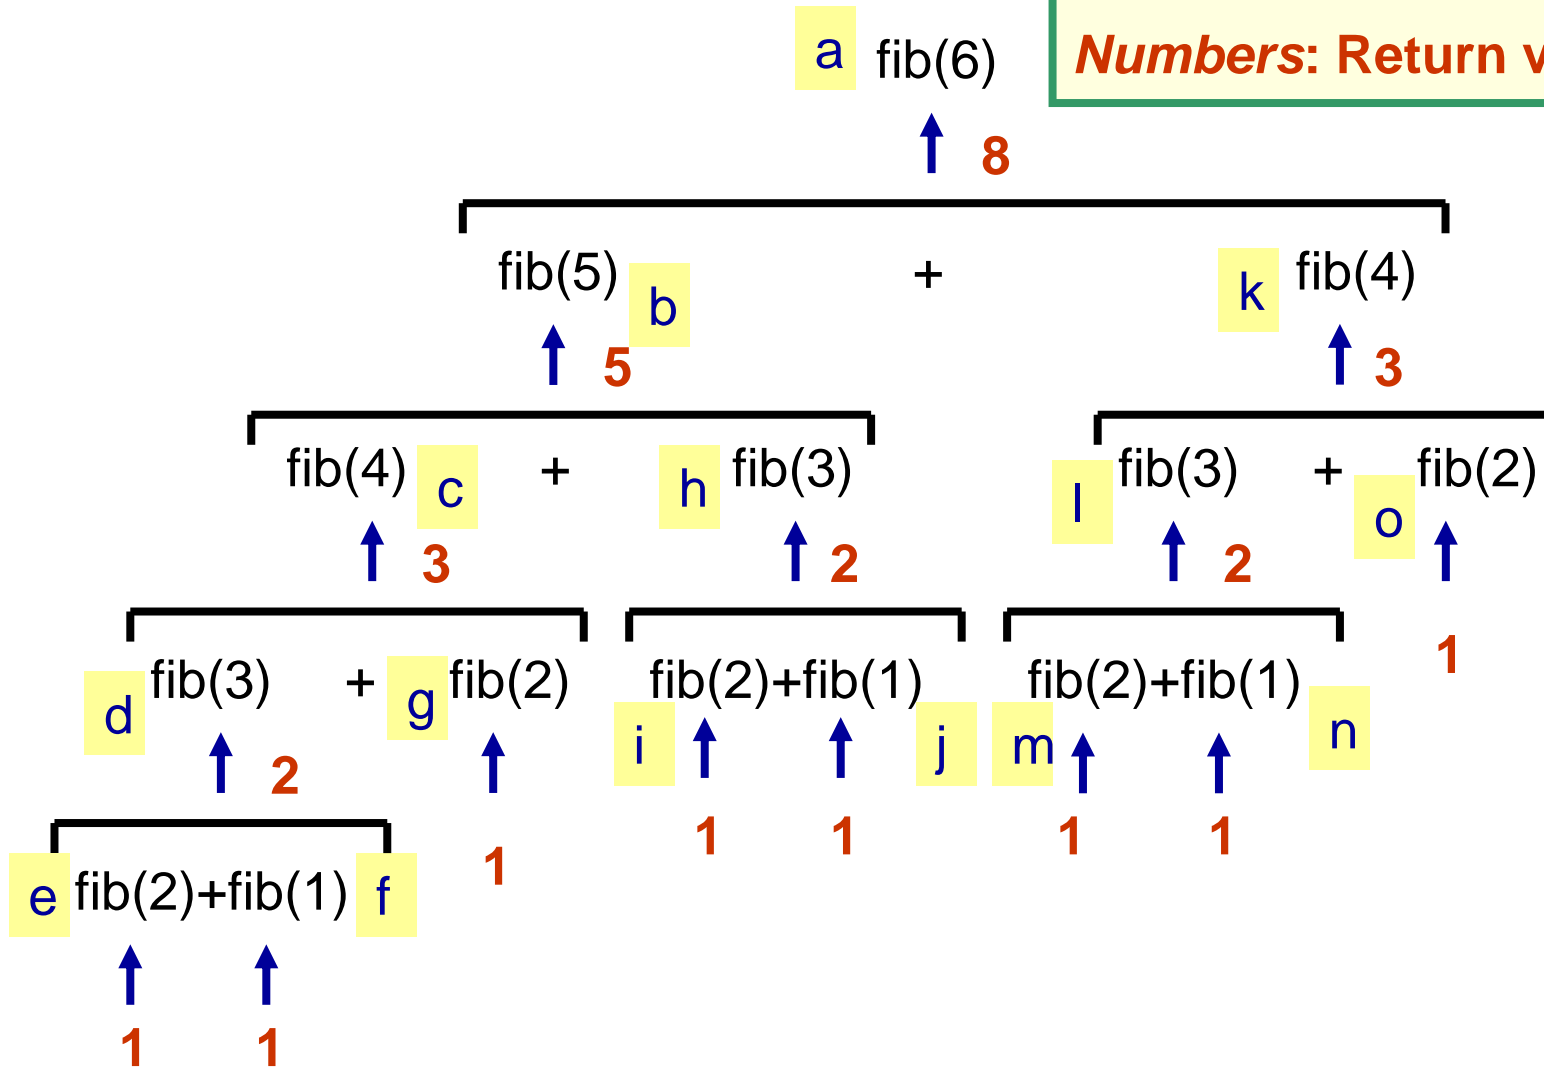 a fib(6)
Numbers: Return
8
fib(5) b + k fib(4)
5 3
fib(4) c + h fib(3) l fib(3) + o fib(2)
3 2 2
1
d fib(3) + g fib(2) fib(2)+fib(1) fib(2)+fib(1)
i j m n
2
1 1 1 1 1
e fib(2)+fib(1) f
1 1